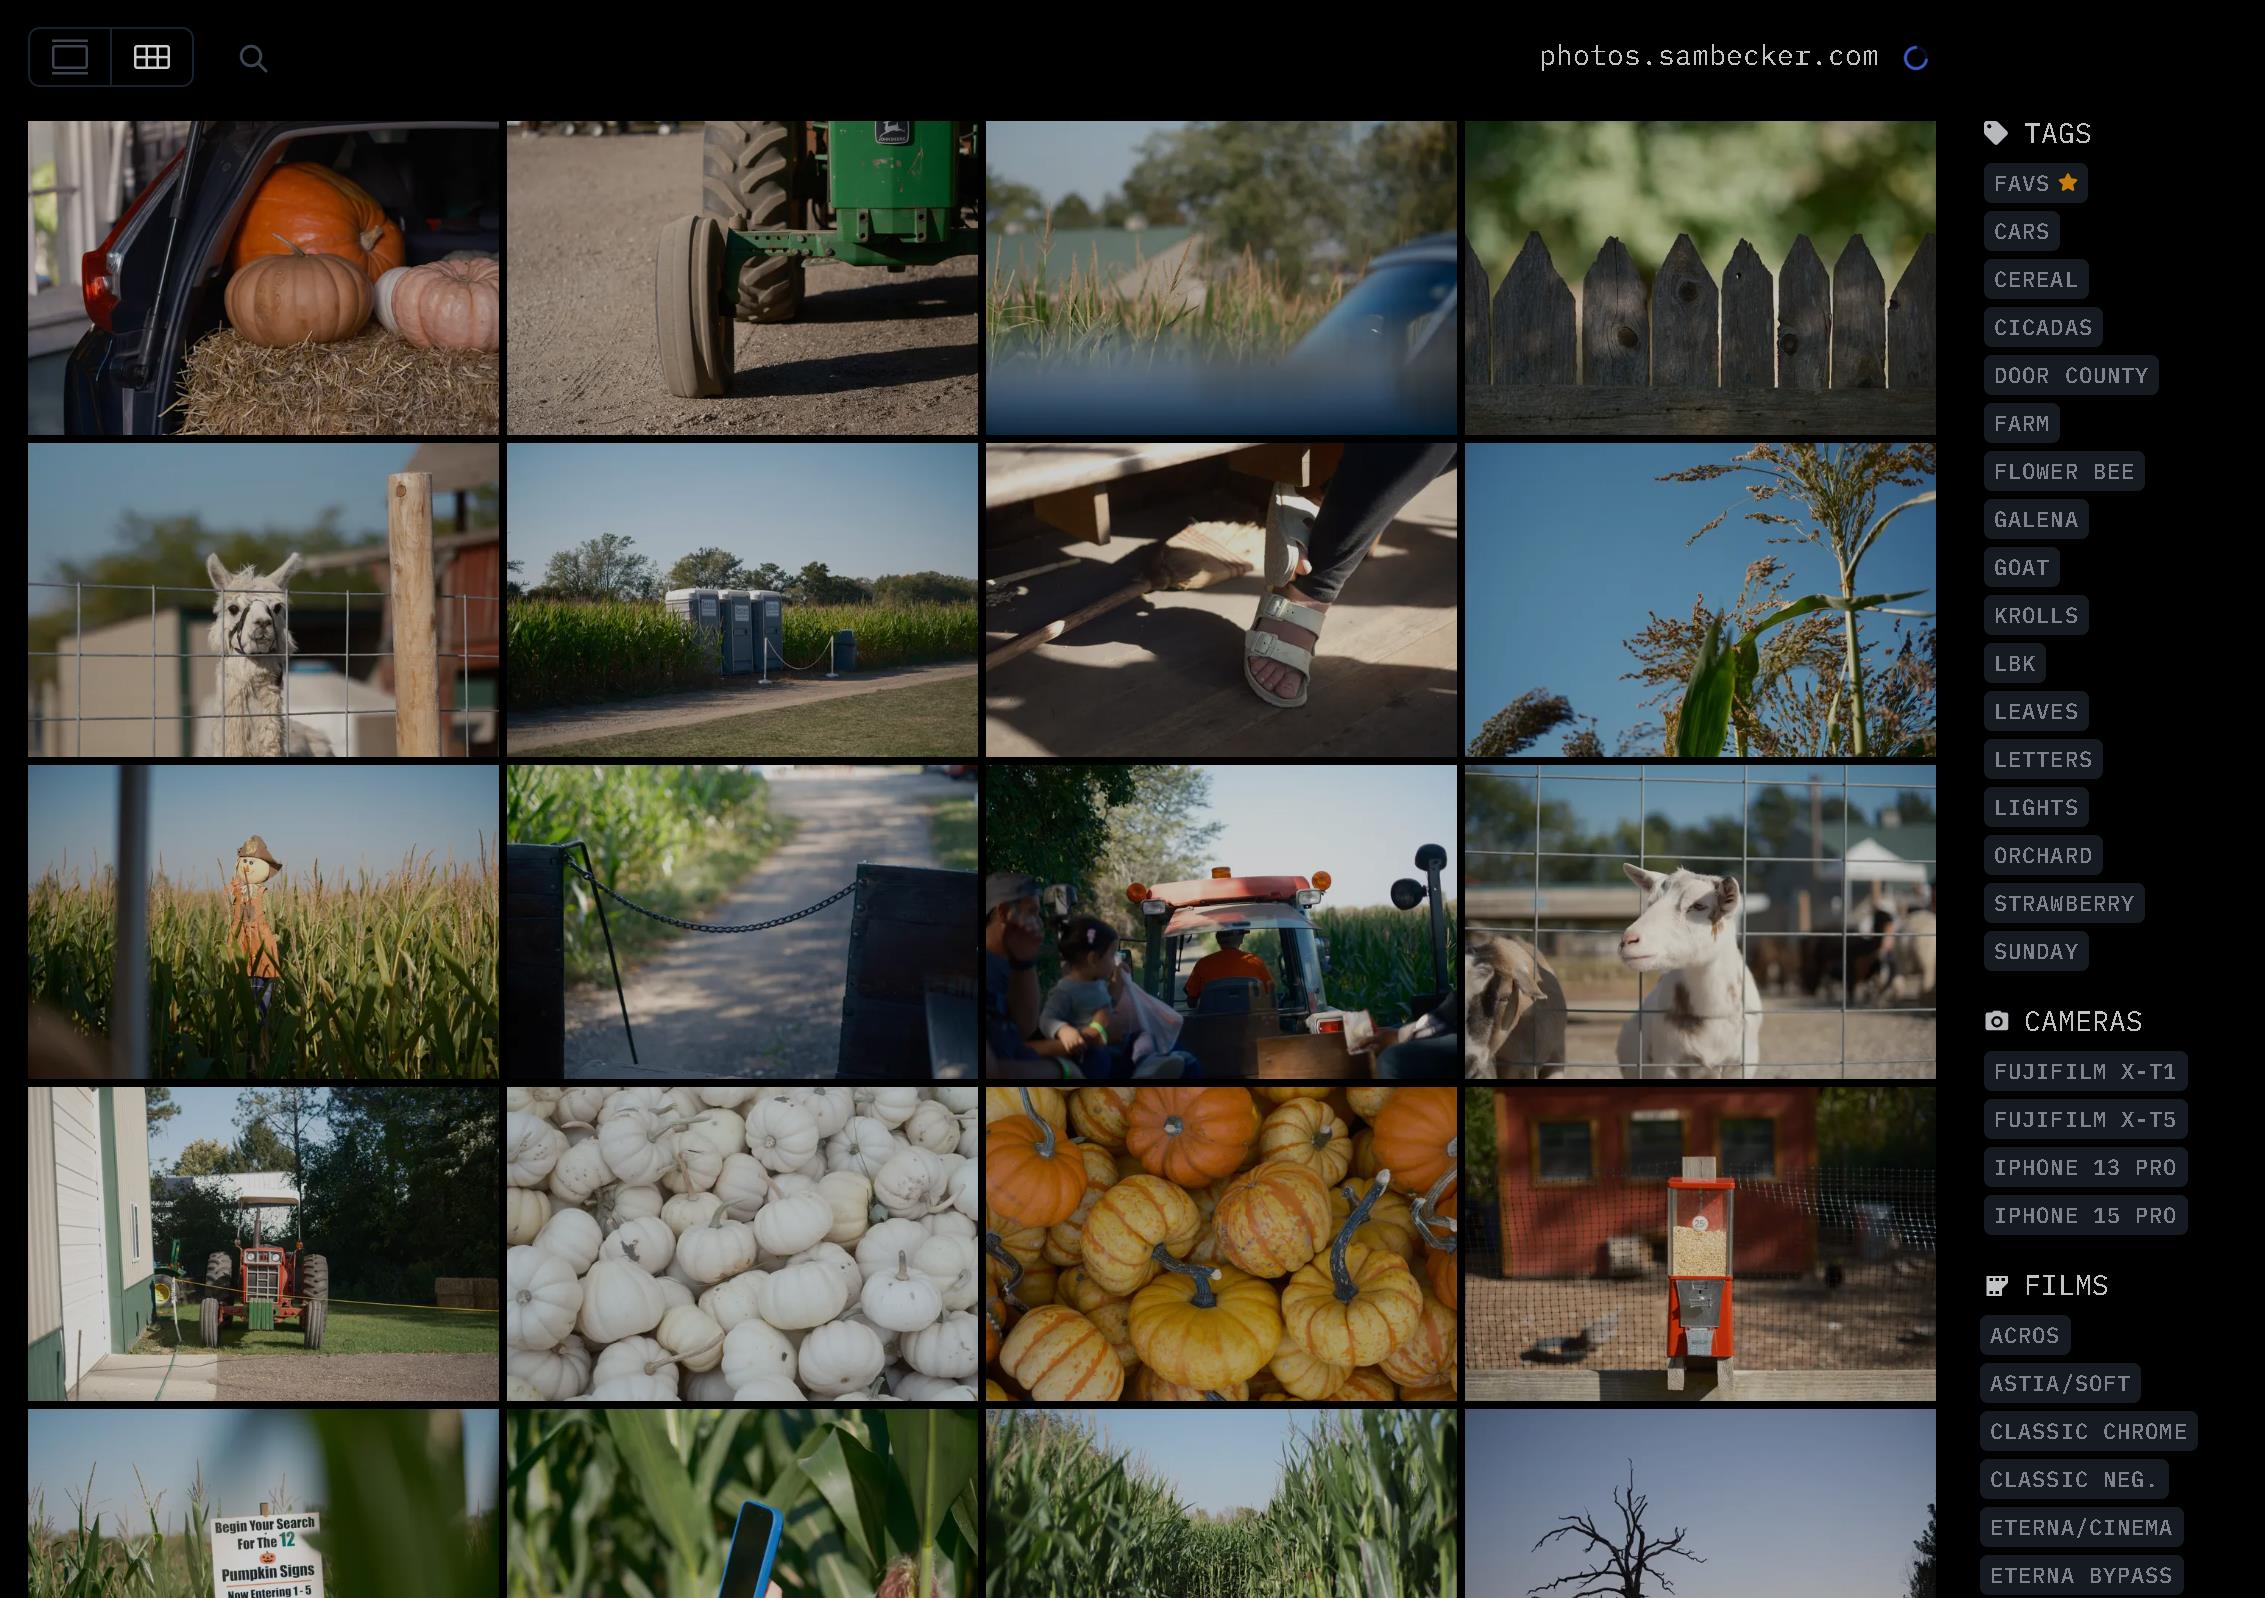 photos.sambecker.com
TAGS
FAVS
CARS
CEREAL
CICADAS
DOOR COUNTY
FARM
FLOWER BEE
GALENA
GOAT
KROLLS
LBK
LEAVES
LETTERS
LIGHTS
ORCHARD
STRAWBERRY
SUNDAY
CAMERAS
FUJIFILM X-T1
FUJIFILM X-T5
IPHONE 13 PRO
IPHONE 15 PRO
FILMS
ACROS
ASTIA/SOFT
CLASSIC CHROME
CLASSIC NEG.
ETERNA/CINEMA
ETERNA BYPASS
JOHN DEERE
25¢
Begin Your Search
For The 12
Pumpkin Signs
Now Entering 1-5